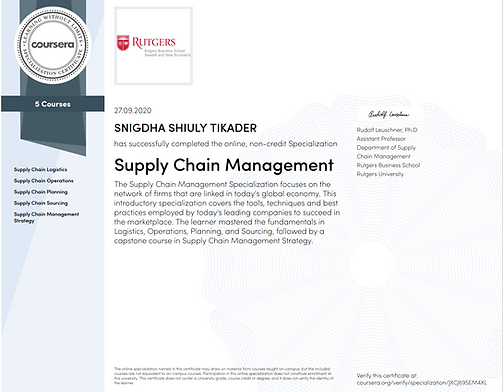 LEARNING WITHOUT LIMITS
coursera
SPECIALIZATION CERTIFICATE
5 Courses
Supply Chain Logistics
Supply Chain Operations
Supply Chain Planning
Supply Chain Sourcing
Supply Chain Management
Strategy
RUTGERS
Rutgers Business School
Newark and New Brunswick
27.09.2020
SNIGDHA SHIULY TIKADER
has successfully completed the online, non-credit Specialization
Supply Chain Management
The Supply Chain Management Specialization focuses on the
network of firms that are linked in today's global economy. This
introductory specialization covers the tools, techniques and best
practices employed by today's leading companies to succeed in
the marketplace. The learner mastered the fundamentals in
Logistics, Operations, Planning, and Sourcing, followed by a
capstone course in Supply Chain Management Strategy.
Rudolf Leuschner, Ph.D.
Assistant Professor
Department of Supply
Chain Management
Rutgers Business School
Rutgers University
The online specialization named in this certificate may draw on material from courses taught on-campus, but the included
courses are not equivalent to on-campus courses. Participation in this online specialization does not constitute enrollment at
this university. This certificate does not confer a University grade, course credit or degree, and it does not verify the identity of
the learner.
Verify this certificate at:
coursera.org/verify/specialization/JXCJ695EM4XL